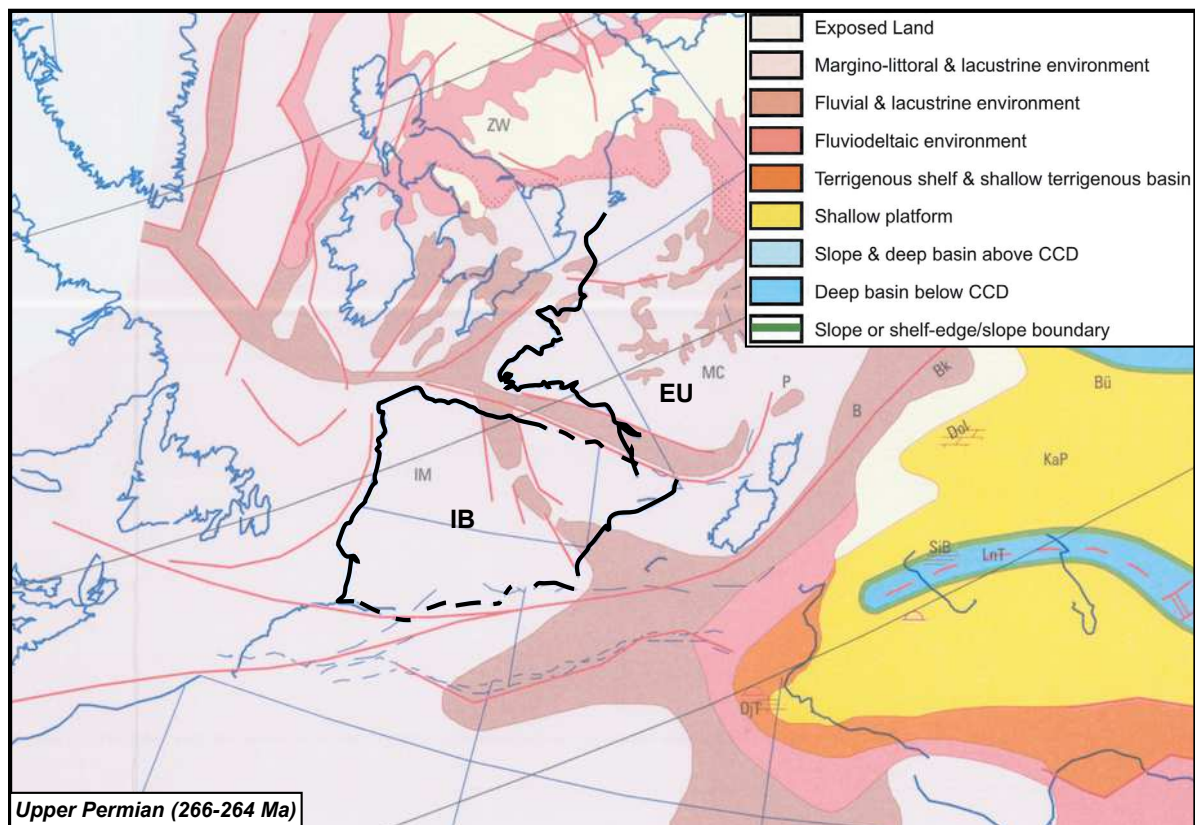 Exposed Land
Margino-littoral & lacustrine environment
Fluvial & lacustrine environment
Fluviodeltaic environment
Terrigenous shelf & shallow terrigenous basin
Shallow platform
Slope & deep basin above CCD
Deep basin below CCD
Slope or shelf-edge/slope boundary
ZW
MC
P
Bk
Bü
EU
B
Dol
KaP
IM
IB
SiB
LnT
DjT
Upper Permian (266-264 Ma)